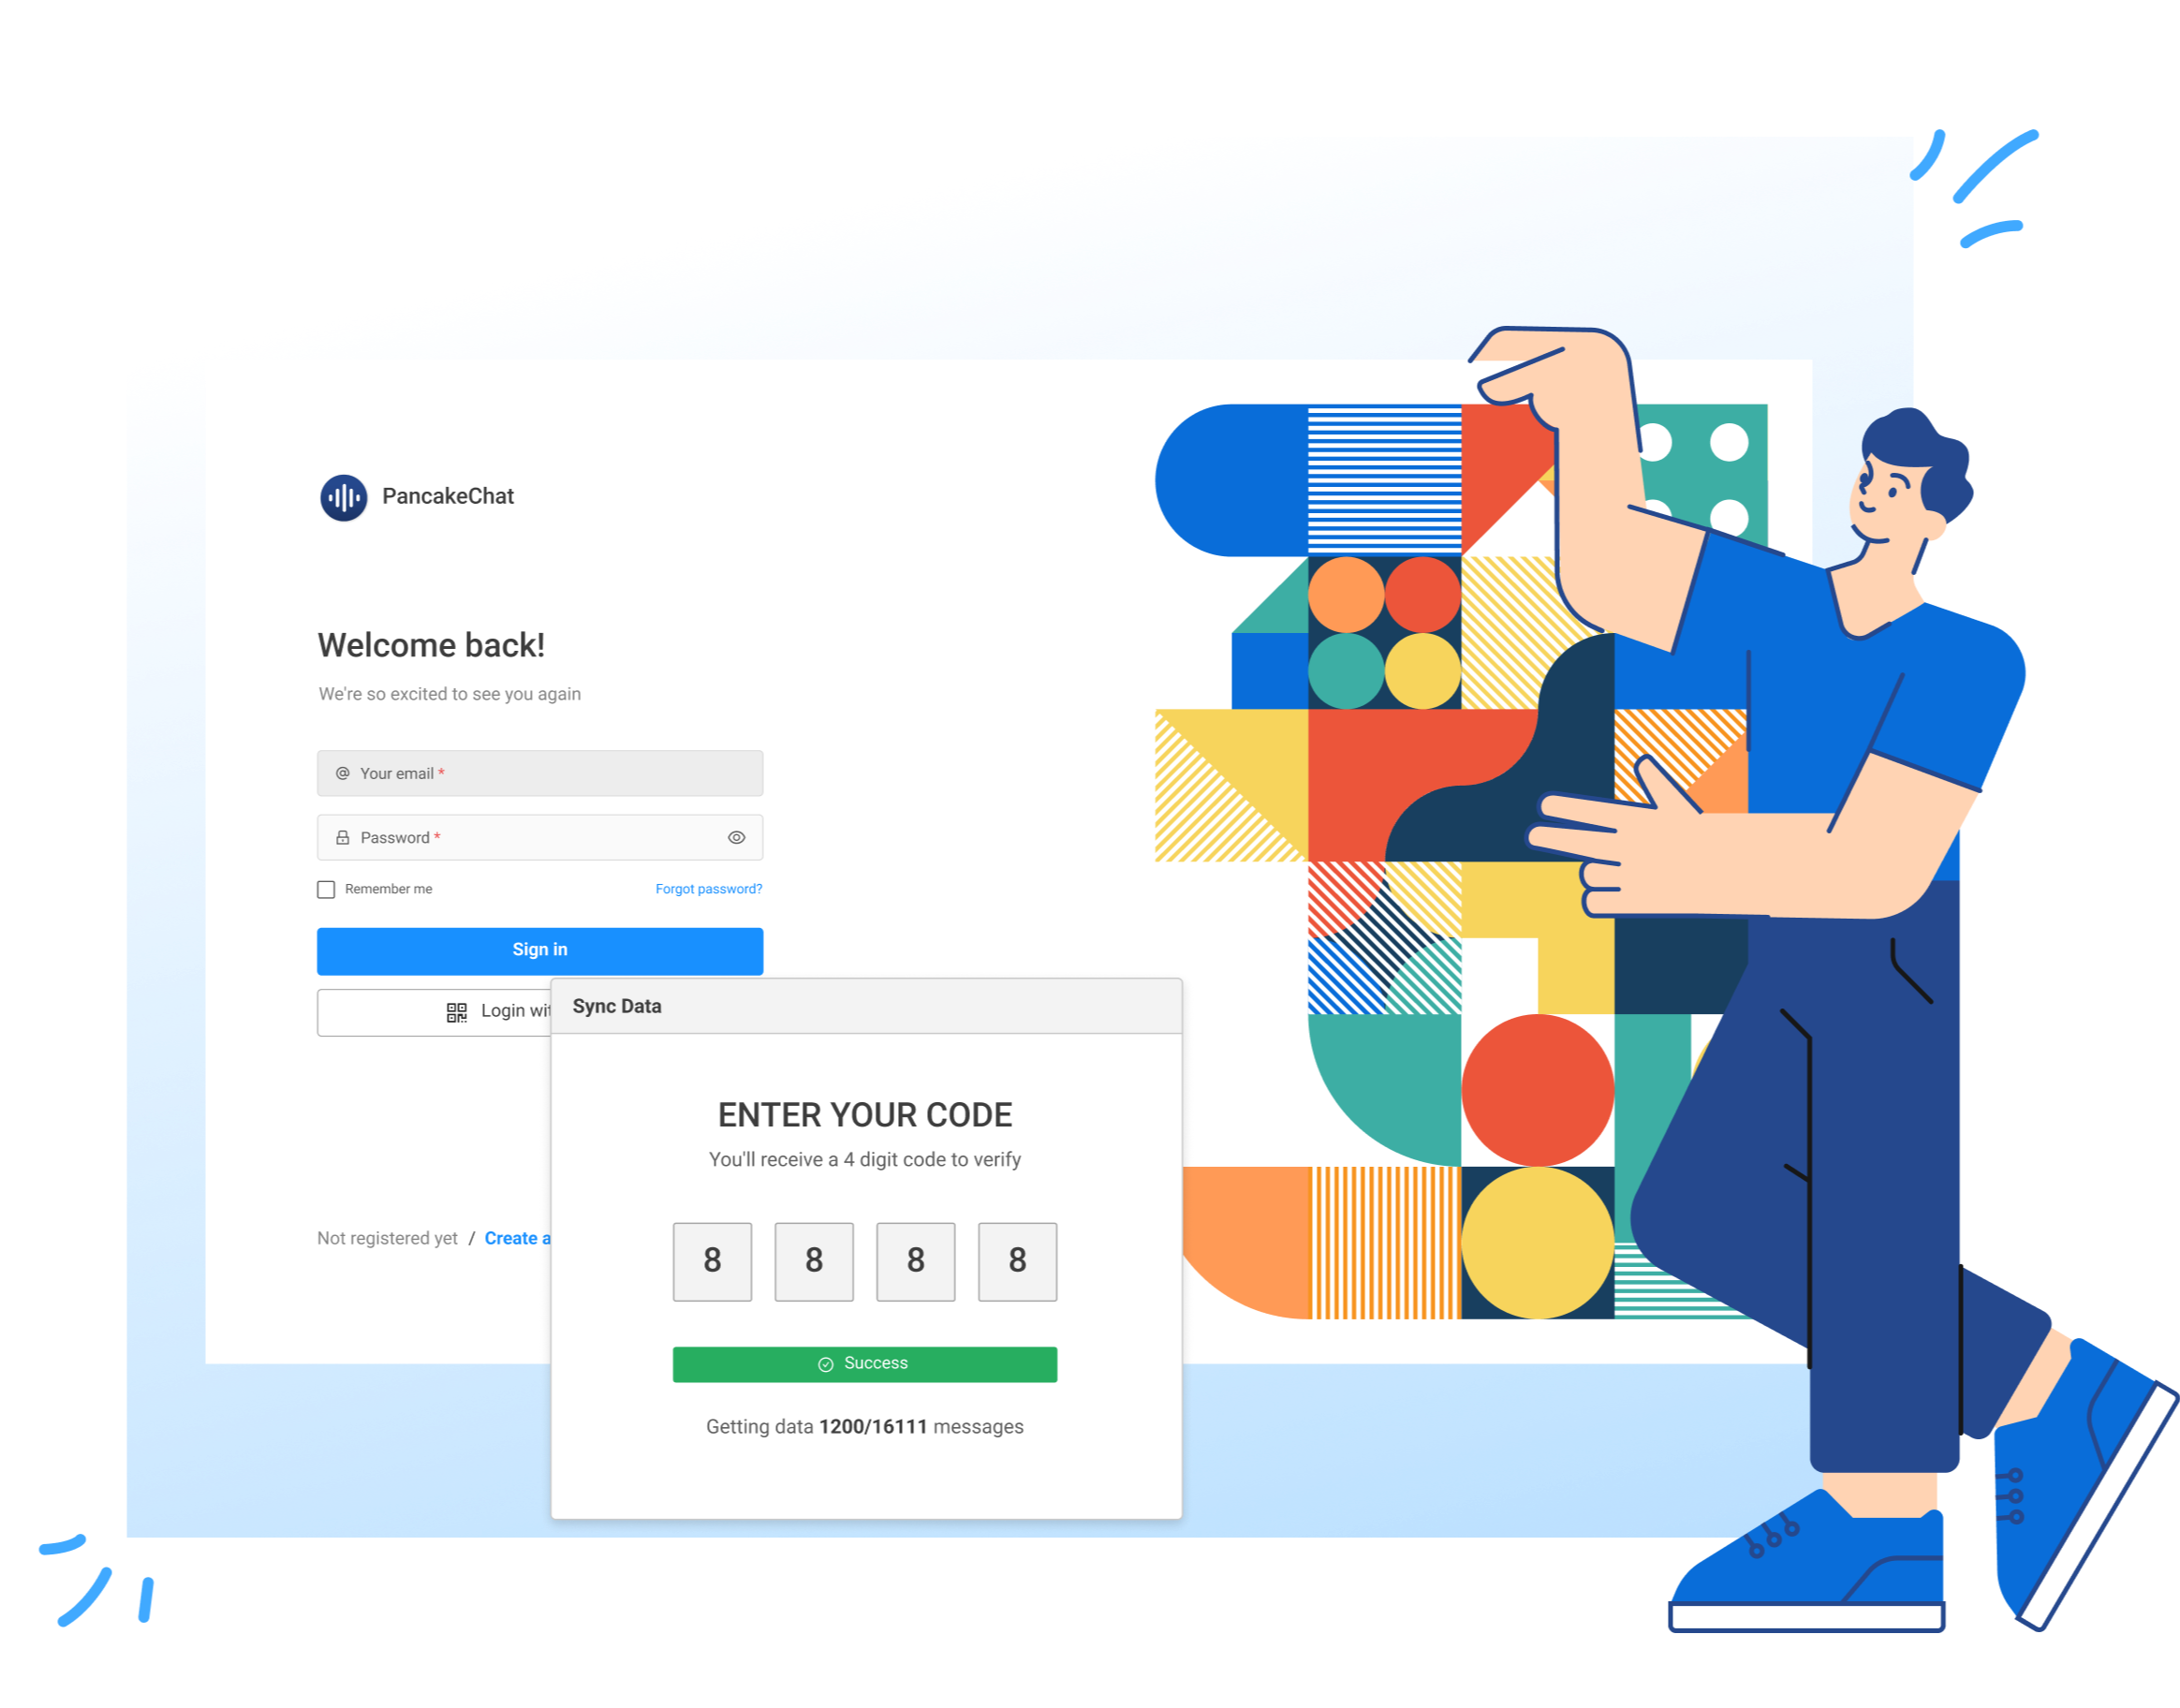 PancakeChat
Welcome back!
We're so excited to see you again
@ Your email *
Password *
Remember me
Forgot password?
Sign in
Login wit
Not registered yet / Create a
Sync Data
ENTER YOUR CODE
You'll receive a 4 digit code to verify
8 8 8 8
Success
Getting data 1200/16111 messages